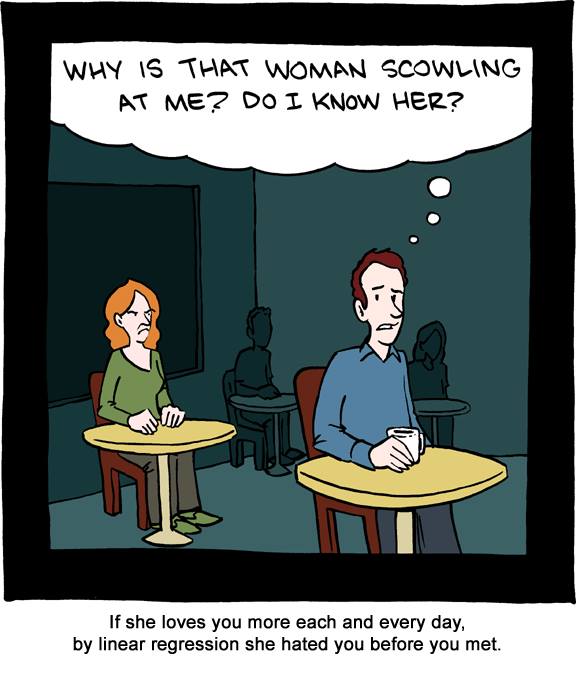 WHY IS THAT WOMAN SCOWLING
AT ME? DO I KNOW HER?
If she loves you more each and every day,
by linear regression she hated you before you met.